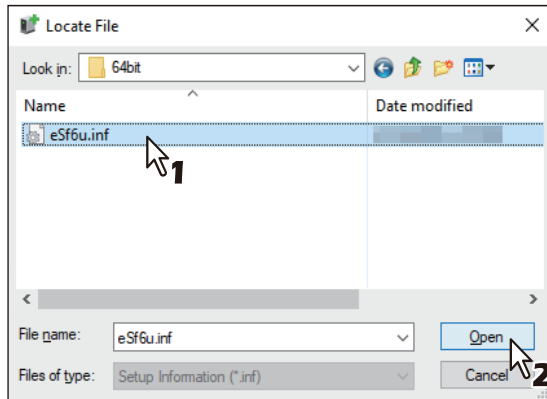 Locate File
Look in: 64bit
Name Date modified
eSf6u.inf
1
File name: eSf6u.inf Open
2
Files of type: Setup Information (*.inf) Cancel